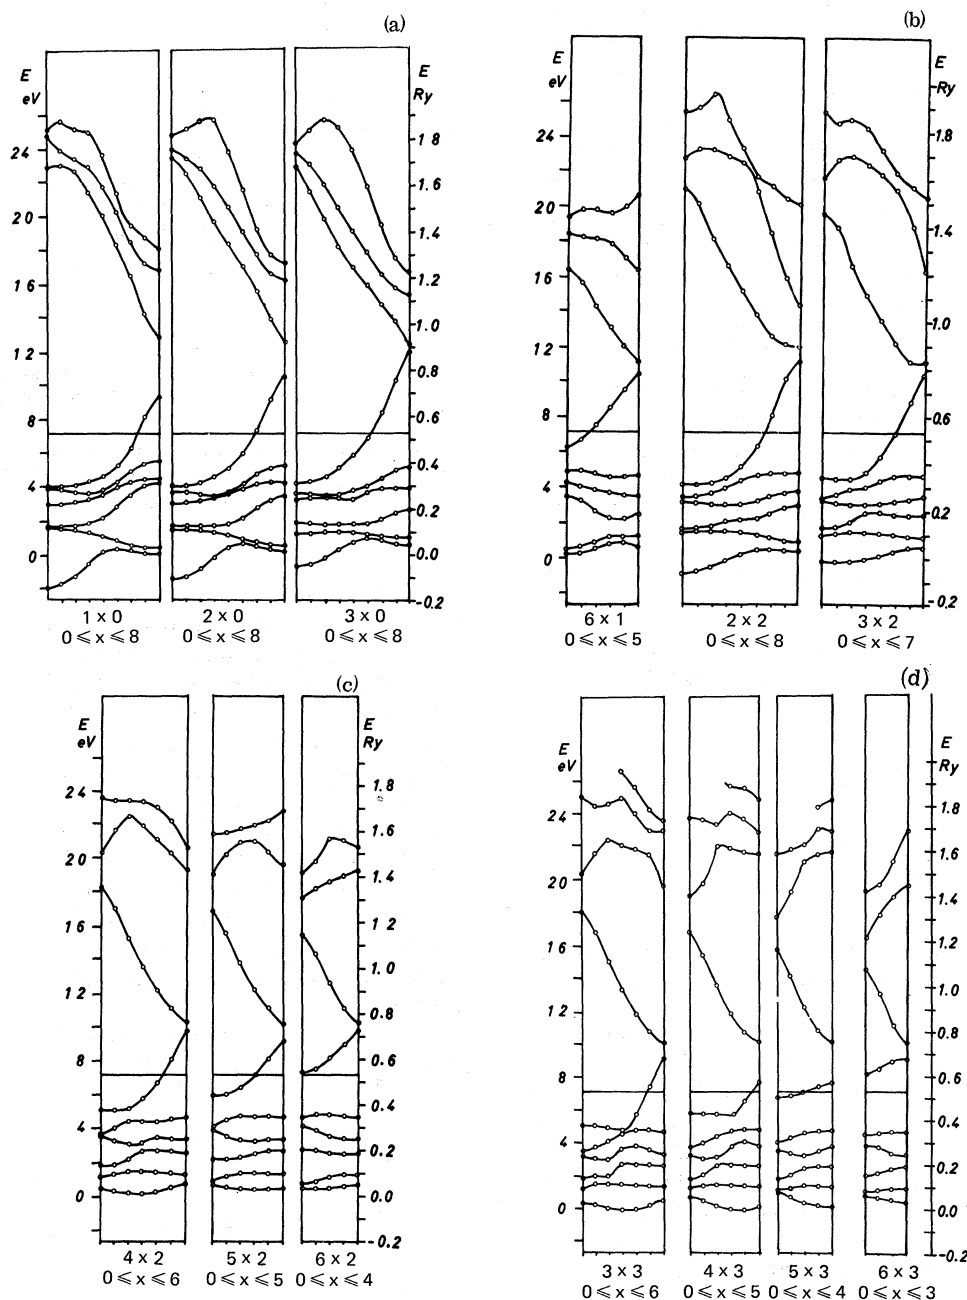 (a)
E
eV
24
20
16
12
8
4
0
E
Ry
1.8
1.6
1.4
1.2
1.0
0.8
0.6
0.4
0.2
0.0
-0.2
1 x 0
0 ⩽ x ⩽ 8
2 x 0
0 ⩽ x ⩽ 8
3 x 0
0 ⩽ x ⩽ 8
(b)
E
eV
24
20
16
12
8
4
0
E
Ry
1.8
1.4
1.0
0.6
0.2
-0.2
6 x 1
0 ⩽ x ⩽ 5
2 x 2
0 ⩽ x ⩽ 8
3 x 2
0 ⩽ x ⩽ 7
(c)
E
eV
24
20
16
12
8
4
0
E
Ry
1.8
1.6
1.4
1.2
1.0
0.8
0.6
0.4
0.2
0.0
-0.2
4 x 2
0 ⩽ x ⩽ 6
5 x 2
0 ⩽ x ⩽ 5
6 x 2
0 ⩽ x ⩽ 4
(d)
E
eV
24
20
16
12
8
4
0
E
Ry
1.8
1.6
1.4
1.2
1.0
0.8
0.6
0.4
0.2
0.0
-0.2
3 x 3
0 ⩽ x ⩽ 6
4 x 3
0 ⩽ x ⩽ 5
5 x 3
0 ⩽ x ⩽ 4
6 x 3
0 ⩽ x ⩽ 3